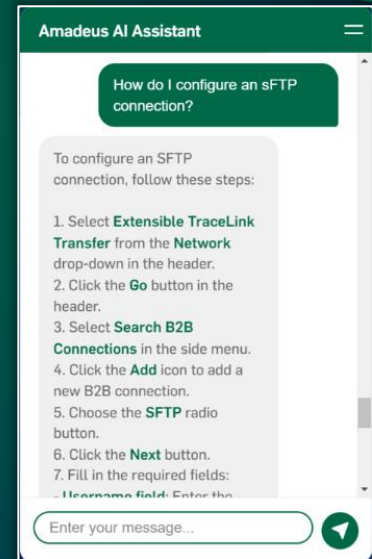 Amadeus AI Assistant
How do I configure an sFTP
connection?
To configure an SFTP
connection, follow these steps:
1. Select Extensible TraceLink
Transfer from the Network
drop-down in the header.
2. Click the Go button in the
header.
3. Select Search B2B
Connections in the side menu.
4. Click the Add icon to add a
new B2B connection.
5. Choose the SFTP radio
button.
6. Click the Next button.
7. Fill in the required fields:
- Username field: Enter the
Enter your message...